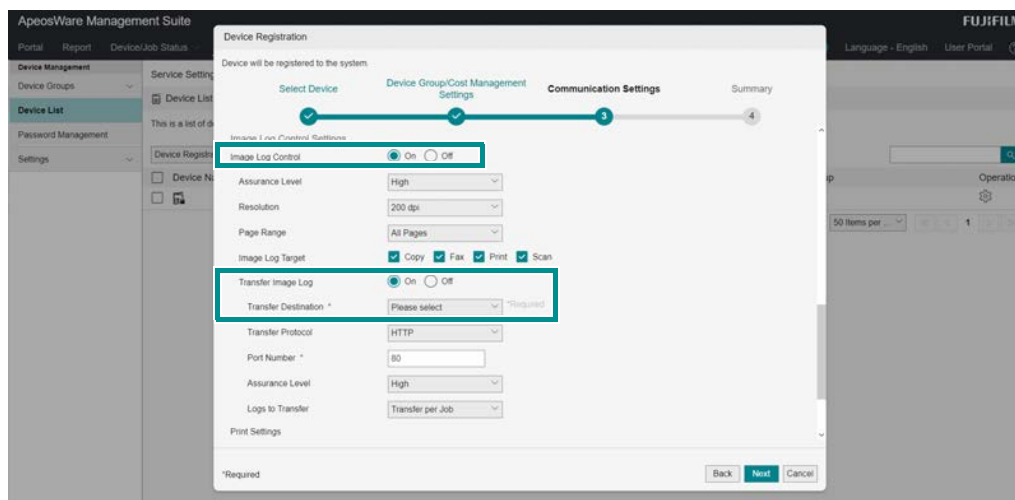 ApeosWare Management Suite
FUJIFILM
Portal Report Device/Job Status
Language - English User Portal
Device Management
Device Groups
Device List
Password Management
Settings
Service Setting
Device List
This is a list of d
Device Registra
Device Na
up
Operatio
50 Items per ...
1
Device Registration
Device will be registered to the system.
Select Device
Device Group/Cost Management
Settings
Communication Settings
Summary
3
4
Image Log Control Settings
Image Log Control On Off
Assurance Level High
Resolution 200 dpi
Page Range All Pages
Image Log Target Copy Fax Print Scan
Transfer Image Log On Off
Transfer Destination * Please select *Required
Transfer Protocol HTTP
Port Number * 80
Assurance Level High
Logs to Transfer Transfer per Job
Print Settings
*Required
Back Next Cancel